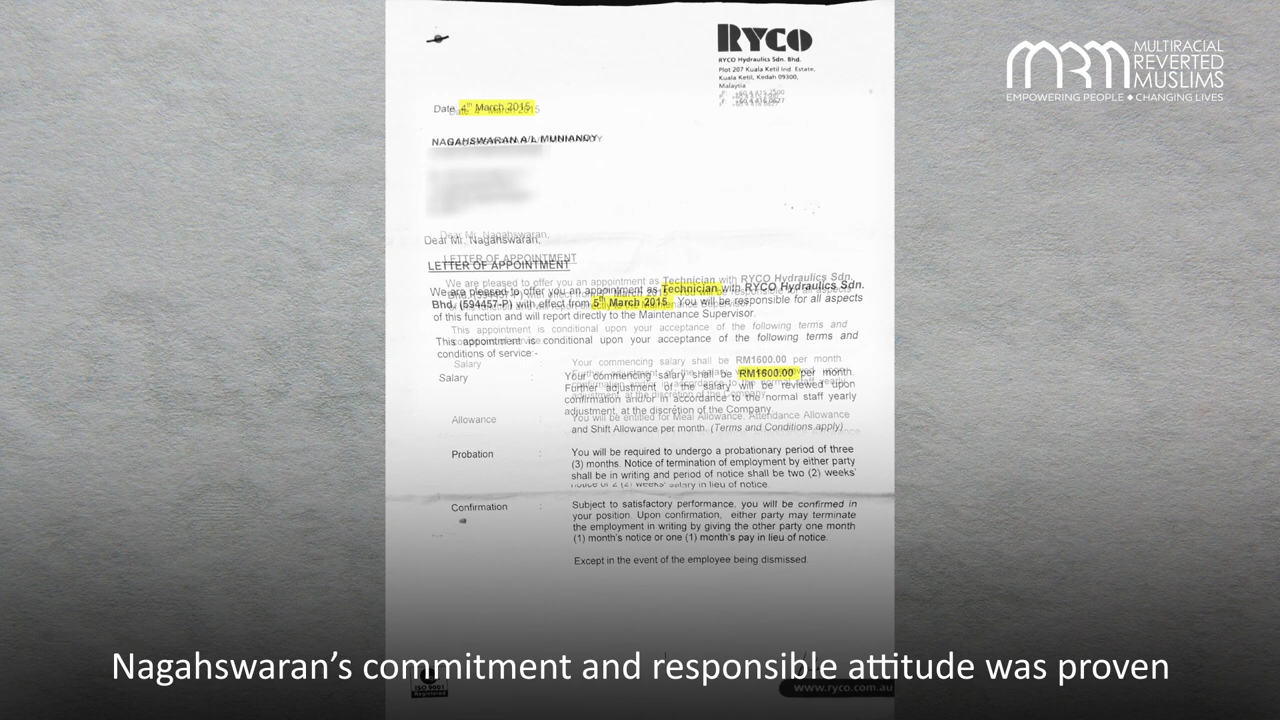 RYCO
RYCO Hydraulics Sdn. Bhd.
Plot 207 Kuala Ketil Ind. Estate,
Kuala Ketil, Kedah 09300,
Malaysia
MRM
MULTIRACIAL
REVERTED
MUSLIMS
EMPOWERING PEOPLE ◆ CHANGING LIVES
Date 4th March 2015
NAGAHSWARAN A/L MUNIANDY
Dear Mr. Nagahswaran,
LETTER OF APPOINTMENT
We are pleased to offer you an appointment as Technician with RYCO Hydraulics Sdn.
Bhd. (594457-P) with effect from 5th March 2015. You will be responsible for all aspects
of this function and will report directly to the Maintenance Supervisor.
This appointment is conditional upon your acceptance of the following terms and
conditions of service:-
Salary : Your commencing salary shall be RM1600.00 per month.
Further adjustment of the salary will be reviewed upon
confirmation and/or in accordance to the normal staff yearly
adjustment, at the discretion of the Company.
Allowance : You will be entitled for Meal Allowance, Attendance Allowance
and Shift Allowance per month. (Terms and Conditions apply)
Probation : You will be required to undergo a probationary period of three
(3) months. Notice of termination of employment by either party
shall be in writing and period of notice shall be two (2) weeks'
notice or 2 (2) weeks' salary in lieu of notice.
Confirmation : Subject to satisfactory performance, you will be confirmed in
your position. Upon confirmation, either party may terminate
the employment in writing by giving the other party one month
(1) month's notice or one (1) month's pay in lieu of notice.
Except in the event of the employee being dismissed.
Nagahswaran's commitment and responsible attitude was proven
ISO 9001
Registered
www.ryco.com.au